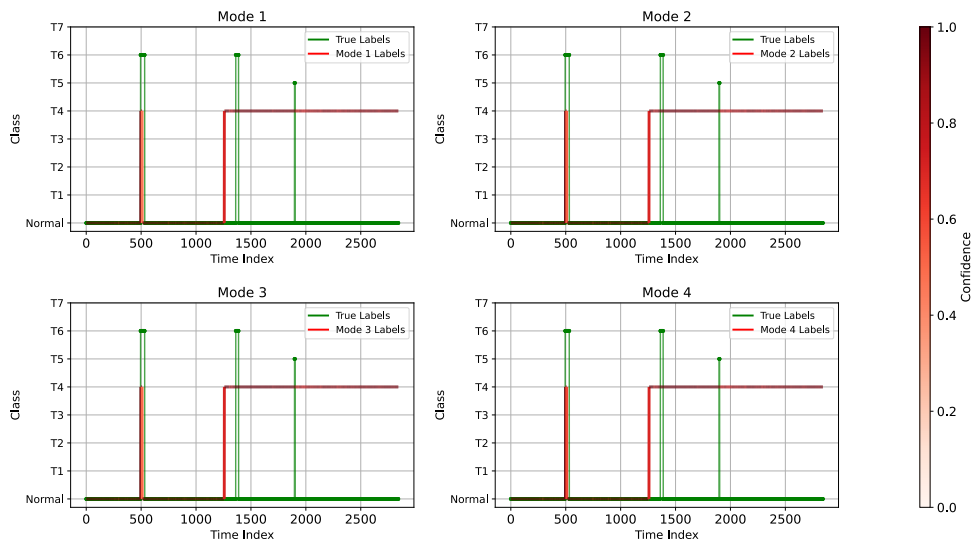 Mode 1
T7
T6
T5
T4
T3
T2
T1
Normal
Class
True Labels
Mode 1 Labels
0 500 1000 1500 2000 2500
Time Index
Mode 2
T7
T6
T5
T4
T3
T2
T1
Normal
Class
True Labels
Mode 2 Labels
0 500 1000 1500 2000 2500
Time Index
Mode 3
T7
T6
T5
T4
T3
T2
T1
Normal
Class
True Labels
Mode 3 Labels
0 500 1000 1500 2000 2500
Time Index
Mode 4
T7
T6
T5
T4
T3
T2
T1
Normal
Class
True Labels
Mode 4 Labels
0 500 1000 1500 2000 2500
Time Index
1.0
0.8
0.6
0.4
0.2
0.0
Confidence